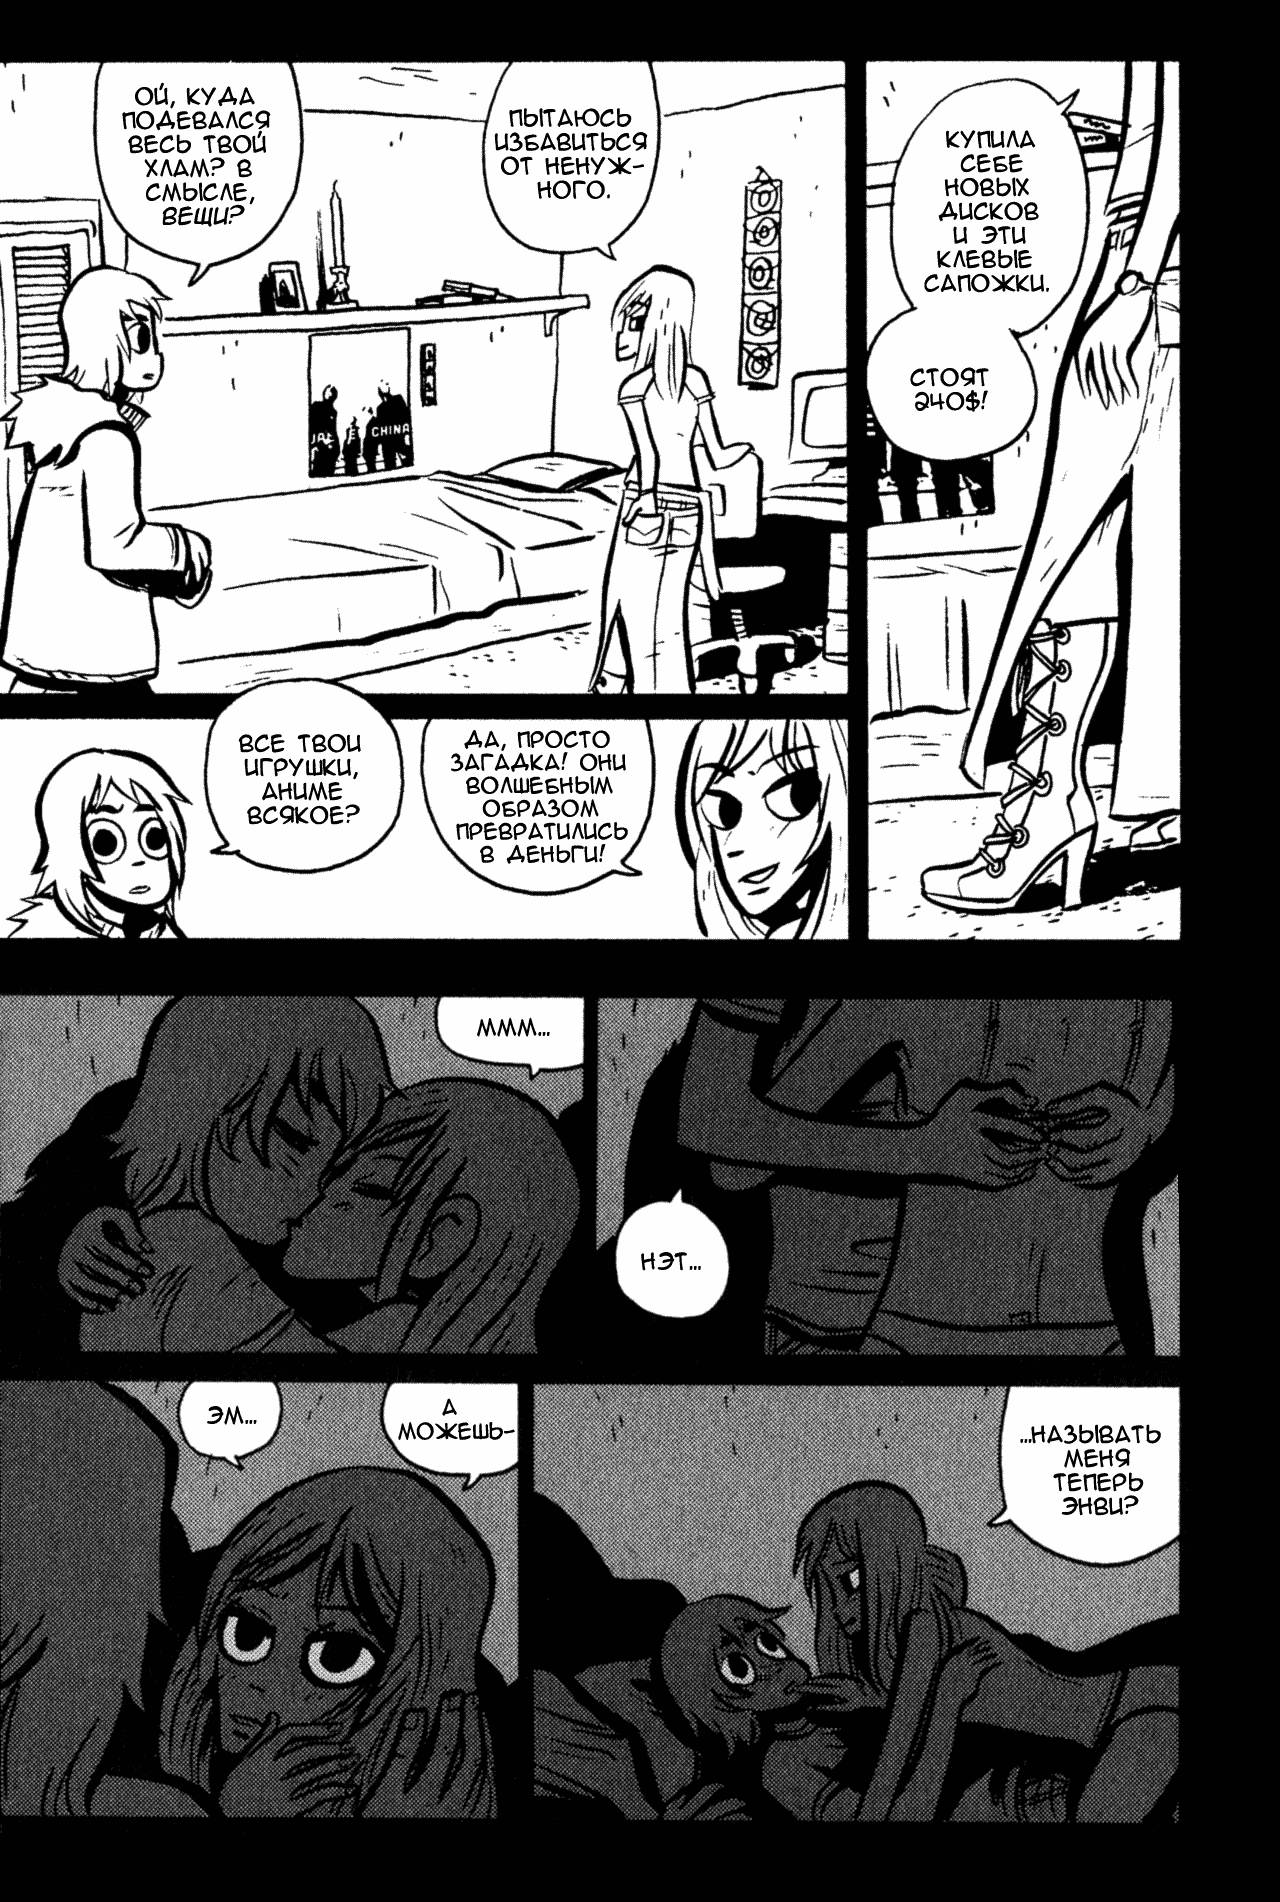 ОЙ, КУДА
ПОДЕВАЛСЯ
ВЕСЬ ТВОЙ
ХЛАМ? В
СМЫСЛЕ,
ВЕЩИ?
ПЫТАЮСЬ
ИЗБАВИТЬСЯ
ОТ НЕНУЖ-
НОГО.
CHINA
КУПИЛА
СЕБЕ
НОВЫХ
ДИСКОВ
И ЭТИ
КЛЕВЫЕ
САПОЖКИ.
СТОЯТ
240$!
ВСЕ ТВОИ
ИГРУШКИ,
АНИМЕ
ВСЯКОЕ?
ДА, ПРОСТО
ЗАГАДКА! ОНИ
ВОЛШЕБНЫМ
ОБРАЗОМ
ПРЕВРАТИЛИСЬ
В ДЕНЬГИ!
МММ...
НЭТ...
ЭМ...
А
МОЖЕШЬ-
...НАЗЫВАТЬ
МЕНЯ
ТЕПЕРЬ
ЭНВИ?